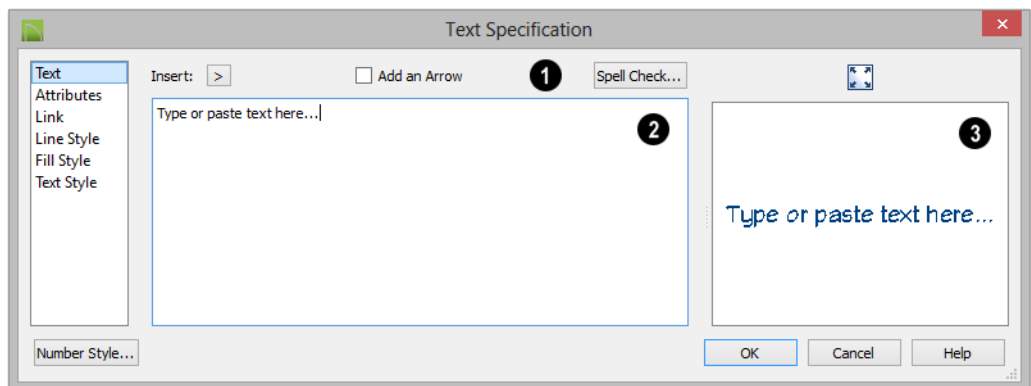 Text Specification
×
Text
Attributes
Link
Line Style
Fill Style
Text Style
Insert: > Add an Arrow 1 Spell Check...
Type or paste text here...
2
3
Type or paste text here...
Number Style... OK Cancel Help